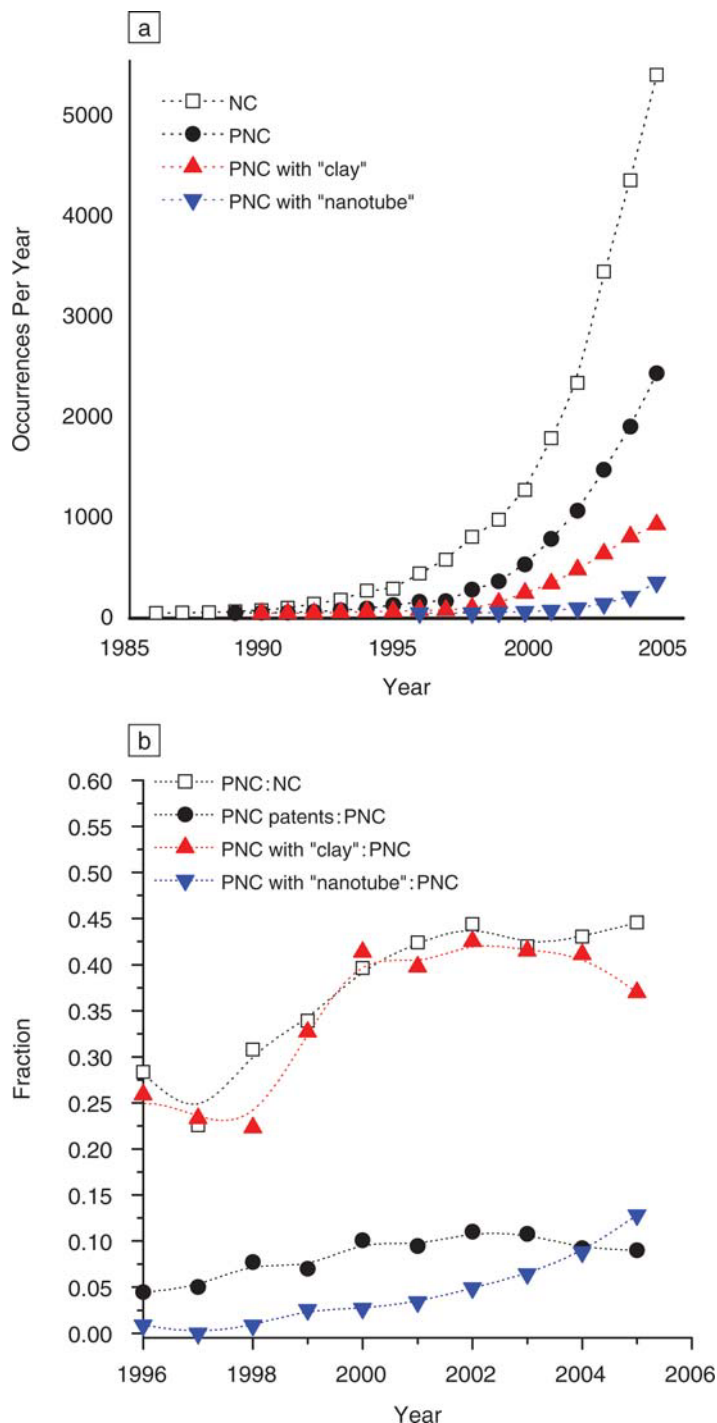 a
NC
PNC
PNC with "clay"
PNC with "nanotube"
5000
4000
3000
2000
1000
0
Occurrences Per Year
1985 1990 1995 2000 2005
Year
b
PNC:NC
PNC patents:PNC
PNC with "clay":PNC
PNC with "nanotube":PNC
0.60
0.55
0.50
0.45
0.40
0.35
0.30
0.25
0.20
0.15
0.10
0.05
0.00
Fraction
1996 1998 2000 2002 2004 2006
Year